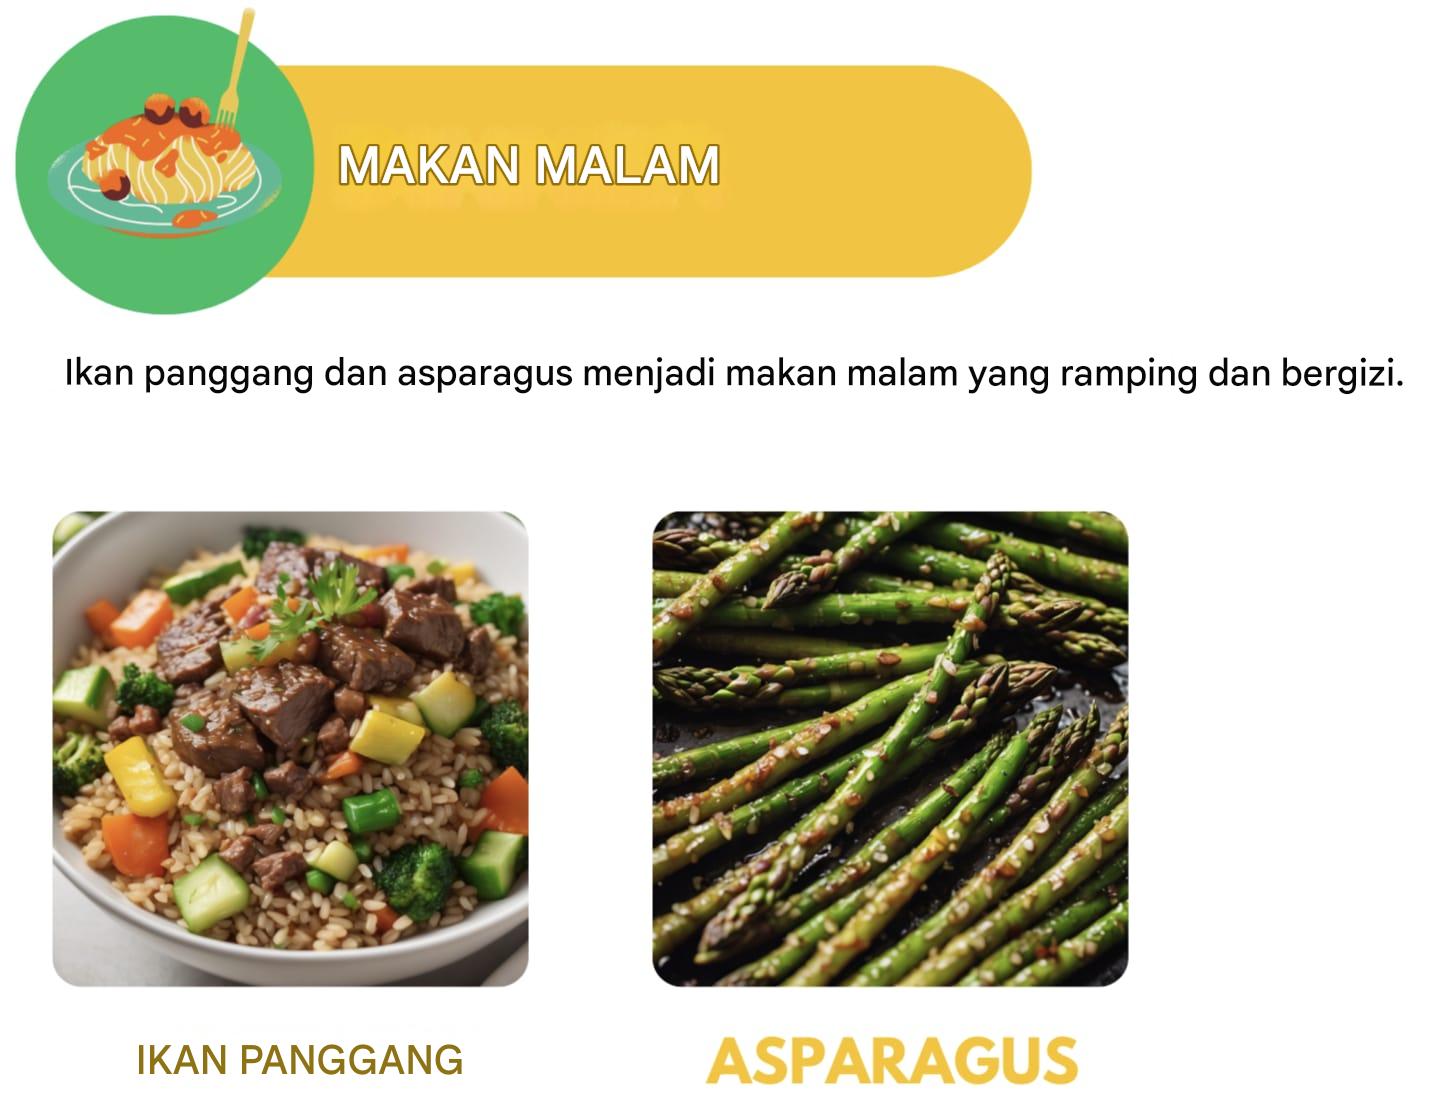 MAKAN MALAM
Ikan panggang dan asparagus menjadi makan malam yang ramping dan bergizi.
IKAN PANGGANG
ASPARAGUS